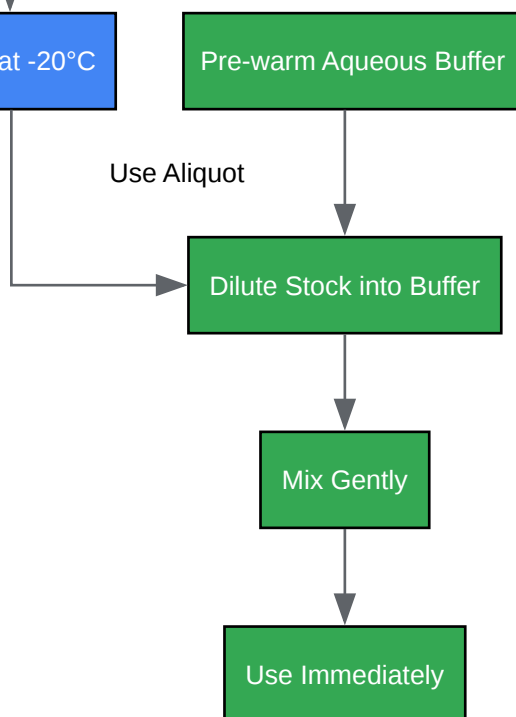 at -20°C
Pre-warm Aqueous Buffer
Use Aliquot
Dilute Stock into Buffer
Mix Gently
Use Immediately